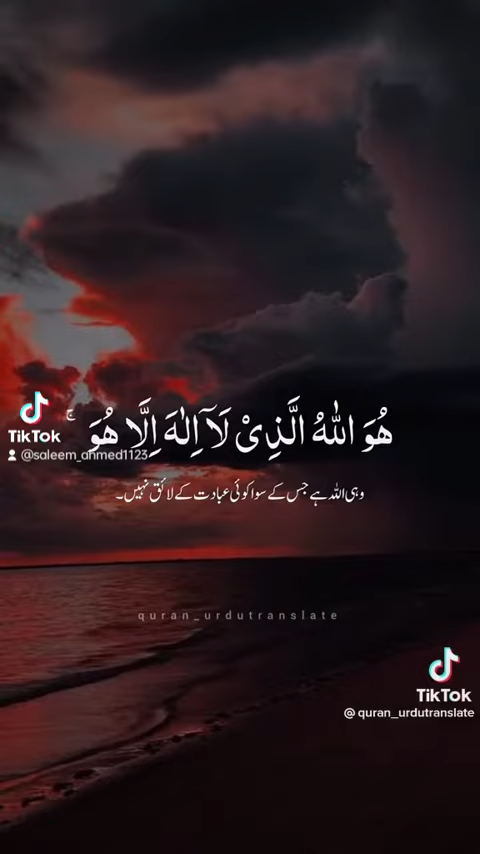 هُوَ اللّٰهُ الَّذِیْ لَاۤ اِلٰهَ اِلَّا هُوَ ۚ
TikTok
@saleem_ahmed1123
وہی اللہ ہے جس کے سوا کوئی عبادت کے لائق نہیں۔
quran_urdutranslate
TikTok
@quran_urdutranslate